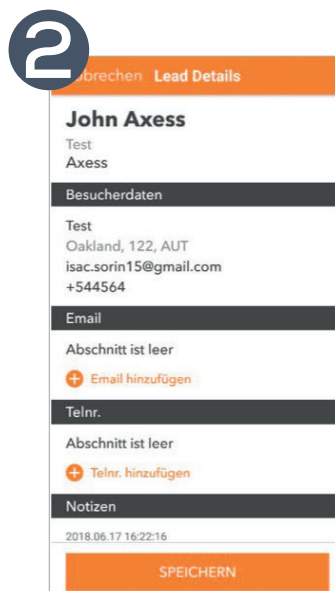 2
Abbrechen Lead Details
John Axess
Test
Axess
Besucherdaten
Test
Oakland, 122, AUT
isac.sorin15@gmail.com
+544564
Email
Abschnitt ist leer
Email hinzufügen
Telnr.
Abschnitt ist leer
Telnr. hinzufügen
Notizen
2018.06.17 16:22:16
SPEICHERN